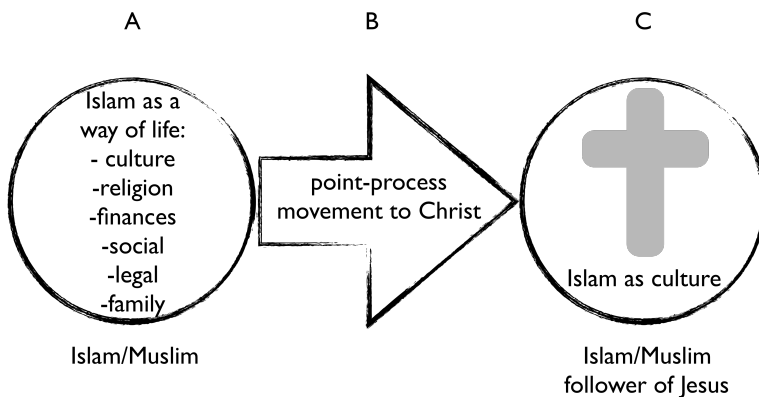 A
B
C
Islam as a
way of life:
- culture
-religion
-finances
-social
-legal
-family
point-process
movement to Christ
Islam as culture
Islam/Muslim
Islam/Muslim
follower of Jesus